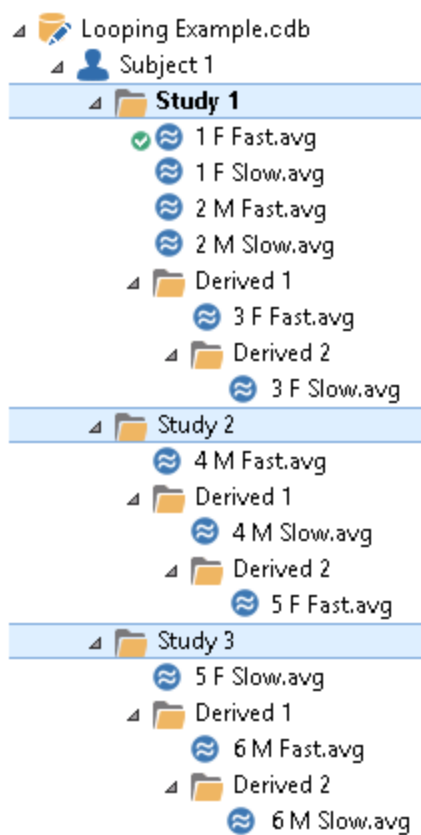 Looping Example.cdb
Subject 1
Study 1
1 F Fast.avg
1 F Slow.avg
2 M Fast.avg
2 M Slow.avg
Derived 1
3 F Fast.avg
Derived 2
3 F Slow.avg
Study 2
4 M Fast.avg
Derived 1
4 M Slow.avg
Derived 2
5 F Fast.avg
Study 3
5 F Slow.avg
Derived 1
6 M Fast.avg
Derived 2
6 M Slow.avg